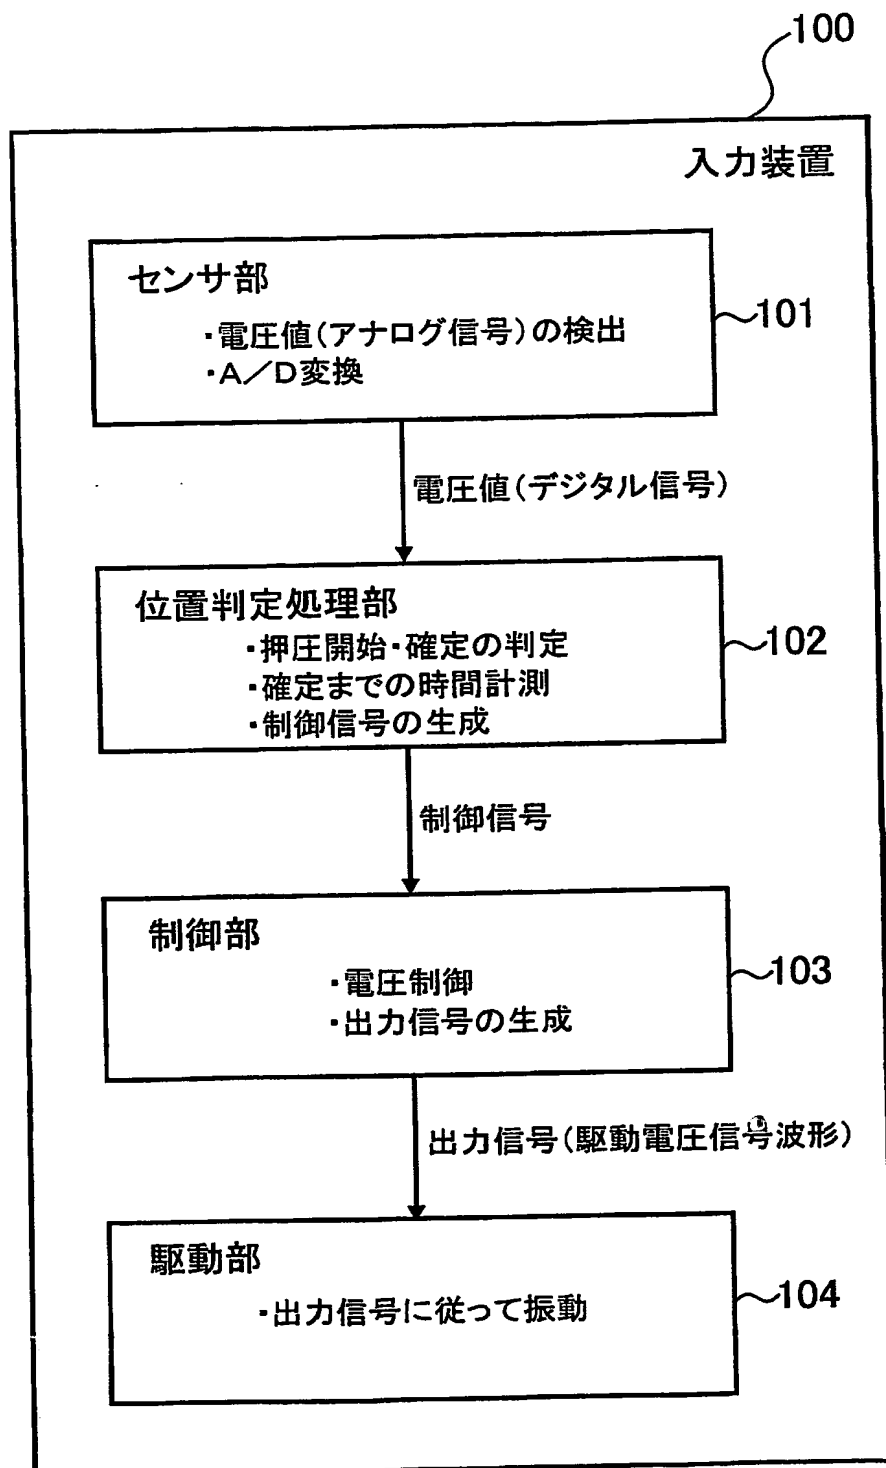 100
入力装置
センサ部
・電圧値(アナログ信号)の検出
・A/D変換
101
電圧値(デジタル信号)
位置判定処理部
・押圧開始・確定の判定
・確定までの時間計測
・制御信号の生成
102
制御信号
制御部
・電圧制御
・出力信号の生成
103
出力信号(駆動電圧信号波形)
駆動部
・出力信号に従って振動
104